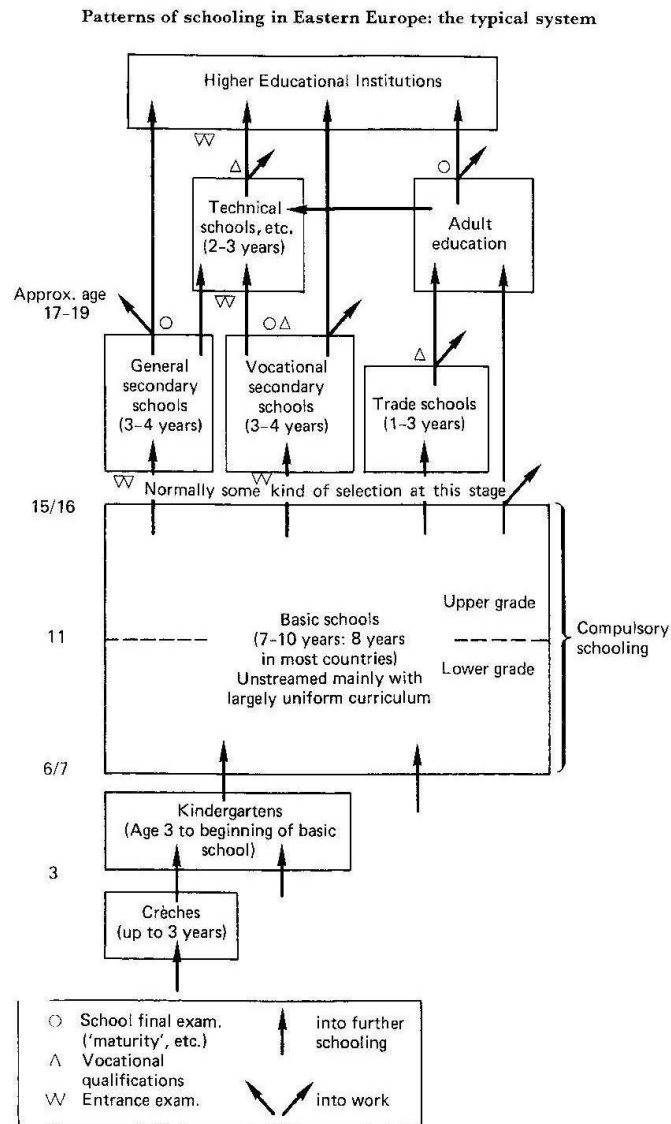 Patterns of schooling in Eastern Europe: the typical system
Higher Educational Institutions
Technical
schools, etc.
(2–3 years)
Adult
education
Approx. age
17–19
General
secondary
schools
(3–4 years)
Vocational
secondary
schools
(3–4 years)
Trade schools
(1–3 years)
Normally some kind of selection at this stage
15/16
Upper grade
Basic schools
(7–10 years: 8 years
in most countries)
Unstreamed mainly with
largely uniform curriculum
11
Lower grade
Compulsory
schooling
6/7
Kindergartens
(Age 3 to beginning of basic
school)
3
Crèches
(up to 3 years)
School final exam.
('maturity', etc.)
Vocational
qualifications
Entrance exam.
into further
schooling
into work